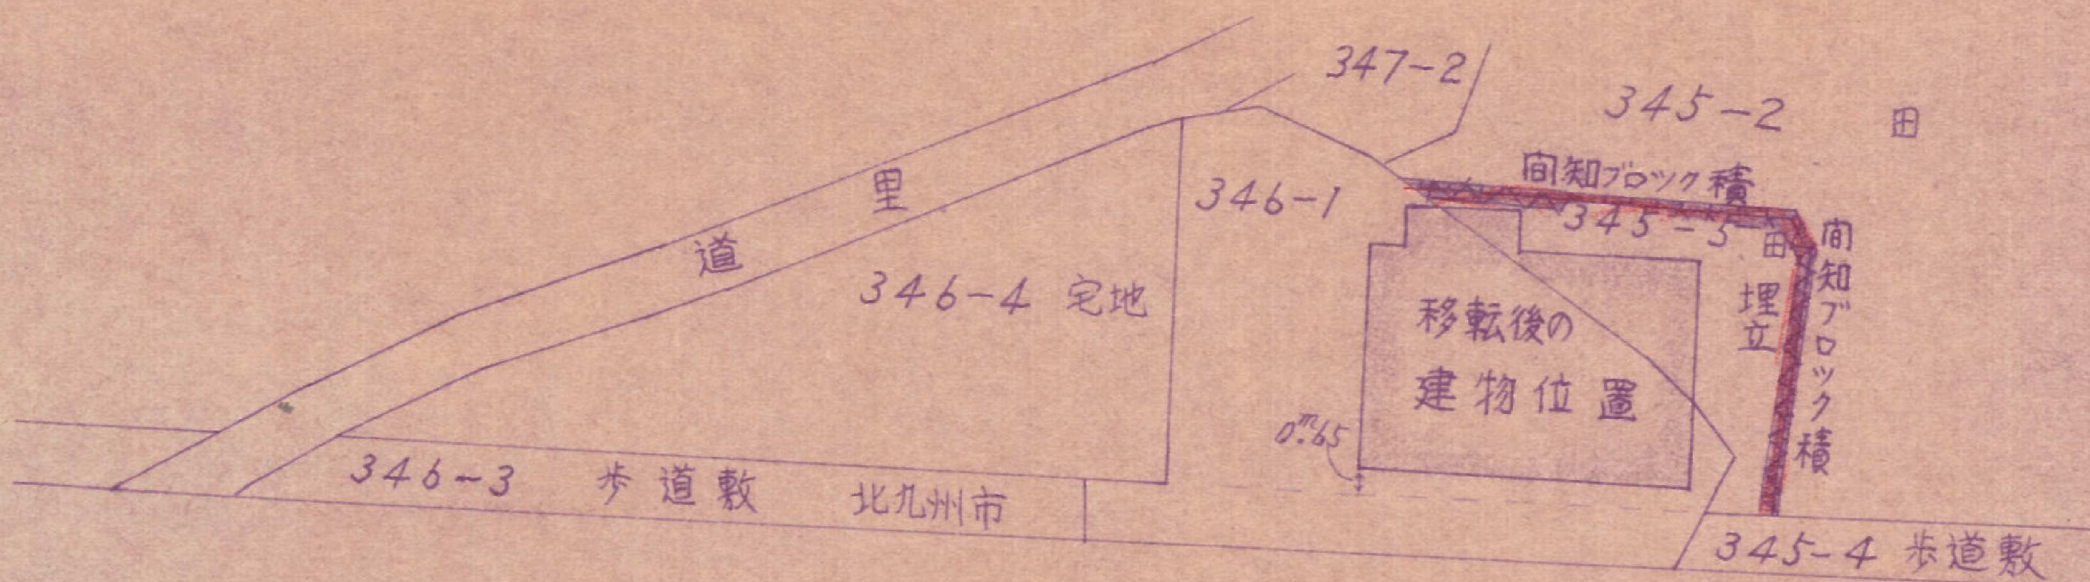 347-2
345-2 田
間知ブロック積
346-1
345-5 田
間知ブロック積
里道
346-4 宅地
埋立
移転後の
建物位置
0.65m
346-3 歩道敷 北九州市
345-4 歩道敷